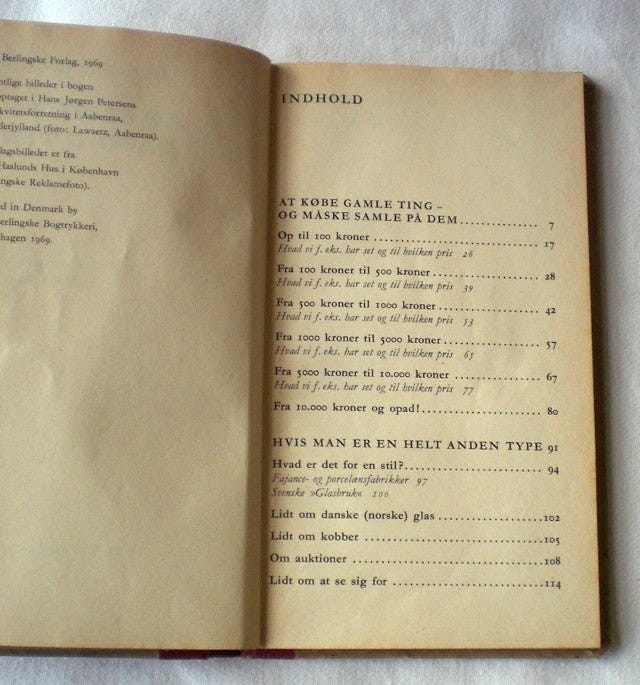 Berlingske Forlag, 1969
billeder i bogen
i Hans Jørgen Petersens
i Aabenraa,
(foto: Lawaetz, Aabenraa).
er fra
Haslunds Hus i København
Reklamefoto).
in Denmark by
Bogtrykkeri,
1969.
INDHOLD
AT KØBE GAMLE TING –
OG MÅSKE SAMLE PÅ DEM .............. 7
Op til 100 kroner .............. 17
Hvad vi f. eks. har set og til hvilken pris 26
Fra 100 kroner til 500 kroner .............. 28
Hvad vi f. eks. har set og til hvilken pris 39
Fra 500 kroner til 1000 kroner .............. 42
Hvad vi f. eks. har set og til hvilken pris 53
Fra 1000 kroner til 5000 kroner .............. 57
Hvad vi f. eks. har set og til hvilken pris 65
Fra 5000 kroner til 10.000 kroner .............. 67
Hvad vi f. eks. har set og til hvilken pris 77
Fra 10.000 kroner og opad! .............. 80
HVIS MAN ER EN HELT ANDEN TYPE 91
Hvad er det for en stil? .............. 94
Fajance- og porcelænsfabrikker 97
Svenske »Glasbruk« 100
Lidt om danske (norske) glas .............. 102
Lidt om kobber .............. 105
Om auktioner .............. 108
Lidt om at se sig for .............. 114